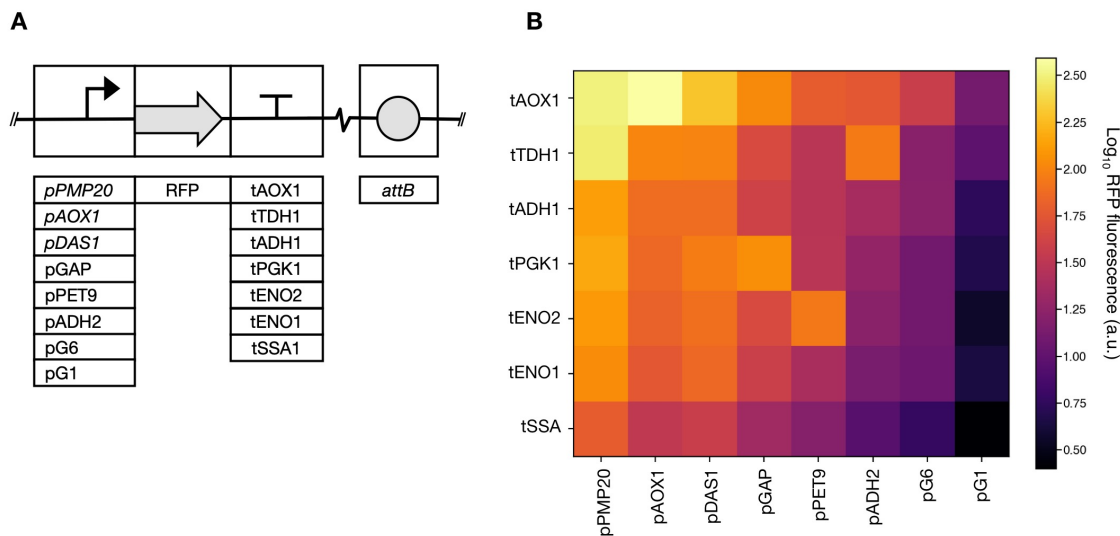 A
B
pPMP20 RFP tAOX1 attB
pAOX1 tTDH1
pDAS1 tADH1
pGAP tPGK1
pPET9 tENO2
pADH2 tENO1
pG6 tSSA1
pG1
tAOX1
tTDH1
tADH1
tPGK1
tENO2
tENO1
tSSA
pPMP20
pAOX1
pDAS1
pGAP
pPET9
pADH2
pG6
pG1
2.50
2.25
2.00
1.75
1.50
1.25
1.00
0.75
0.50
Log10 RFP fluorescence (a.u.)